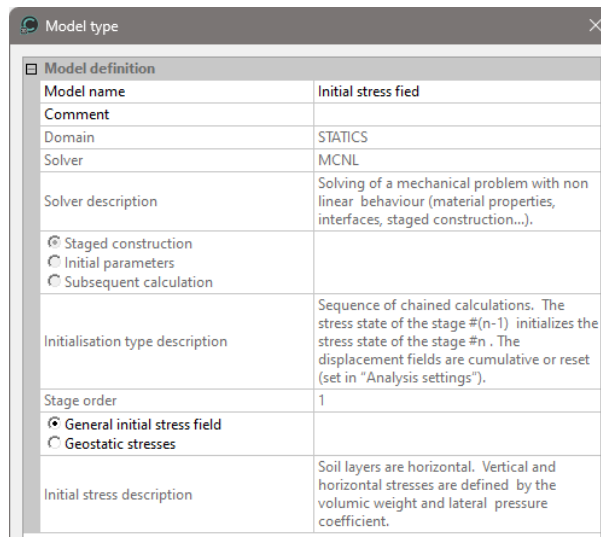 Model type
Model definition
Model name Initial stress fied
Comment
Domain STATICS
Solver MCNL
Solver description Solving of a mechanical problem with non
linear behaviour (material properties,
interfaces, staged construction...).
Staged construction
Initial parameters
Subsequent calculation
Initialisation type description Sequence of chained calculations. The
stress state of the stage #(n-1) initializes the
stress state of the stage #n . The
displacement fields are cumulative or reset
(set in "Analysis settings").
Stage order 1
General initial stress field
Geostatic stresses
Initial stress description Soil layers are horizontal. Vertical and
horizontal stresses are defined by the
volumic weight and lateral pressure
coefficient.